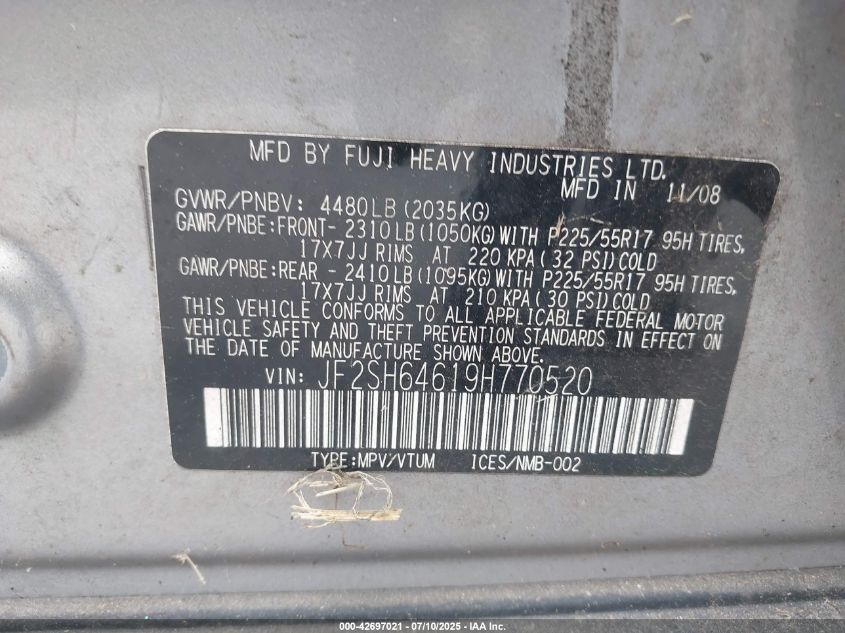 MFD BY FUJI HEAVY INDUSTRIES LTD.
MFD IN 11/08
GVWR/PNBV: 4480LB(2035KG)
GAWR/PNBE:FRONT- 2310LB(1050KG)WITH P225/55R17 95H TIRES,
17X7JJ RIMS AT 220 KPA(32 PSI)COLD
GAWR/PNBE:REAR - 2410LB(1095KG)WITH P225/55R17 95H TIRES,
17X7JJ RIMS AT 210 KPA(30 PSI)COLD
THIS VEHICLE CONFORMS TO ALL APPLICABLE FEDERAL MOTOR
VEHICLE SAFETY AND THEFT PREVENTION STANDARDS IN EFFECT ON
THE DATE OF MANUFACTURE SHOWN ABOVE.
VIN: JF2SH64619H770520
TYPE:MPV/VTUM ICES/NMB-002
000-42697021 - 07/10/2025 - IAA Inc.